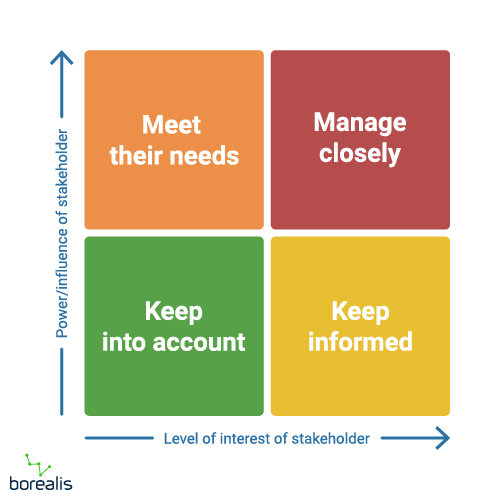 Meet
their needs
Manage
closely
Power/influence of stakeholder
Keep
into account
Keep
informed
Level of interest of stakeholder
borealis